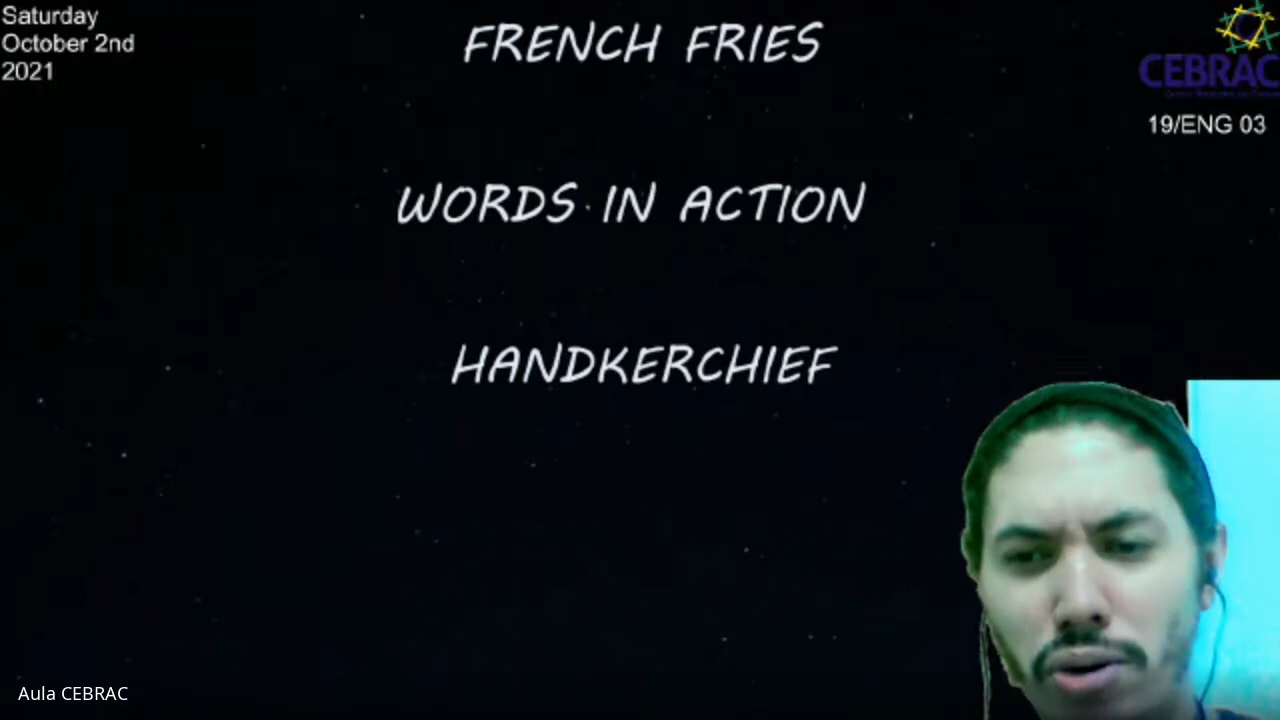 Saturday
October 2nd
2021
FRENCH FRIES
CEBRAC
19/ENG 03
WORDS IN ACTION
HANDKERCHIEF
Aula CEBRAC